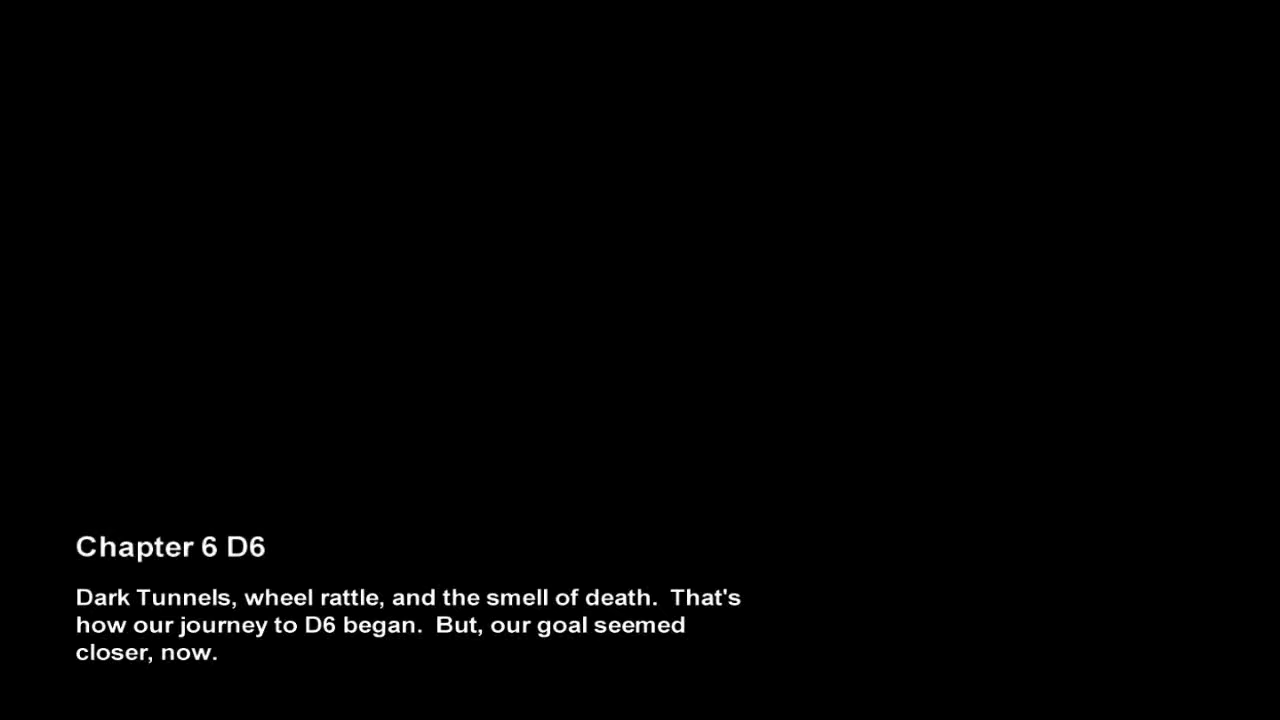 Chapter 6 D6
Dark Tunnels, wheel rattle, and the smell of death.  That's
how our journey to D6 began.  But, our goal seemed
closer, now.